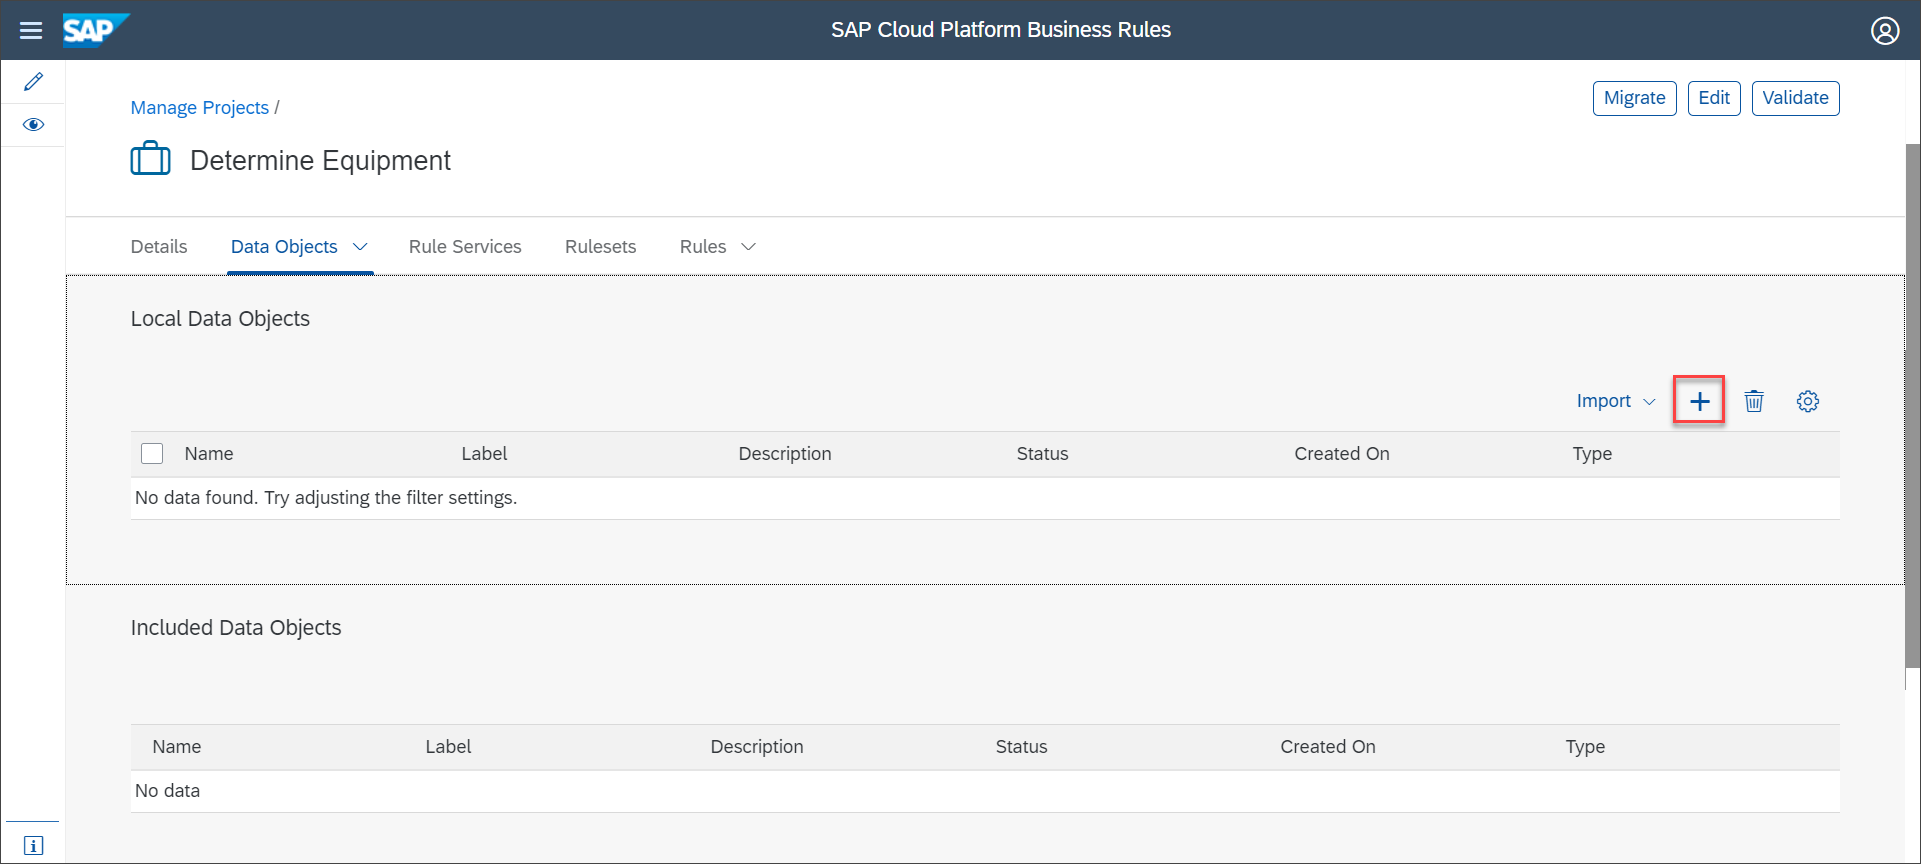 SAP
SAP Cloud Platform Business Rules
Manage Projects /
Migrate
Edit
Validate
Determine Equipment
Details
Data Objects
Rule Services
Rulesets
Rules
Local Data Objects
Import
Name Label Description Status Created On Type
No data found. Try adjusting the filter settings.
Included Data Objects
Name Label Description Status Created On Type
No data